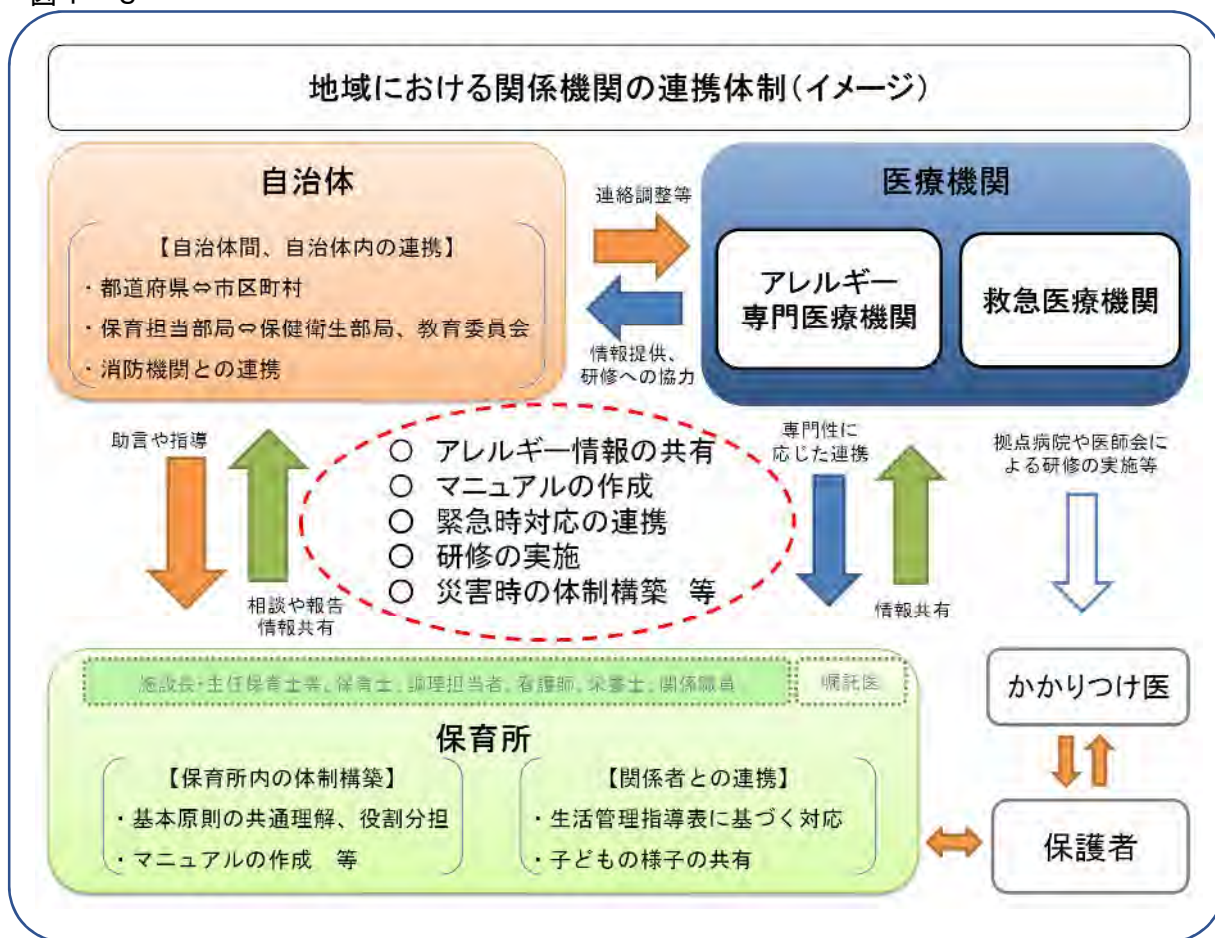 地域における関係機関の連携体制(イメージ)
自治体
【自治体間、自治体内の連携】
・都道府県⇔市区町村
・保育担当部局⇔保健衛生部局、教育委員会
・消防機関との連携
連絡調整等
情報提供、
研修への協力
医療機関
アレルギー
専門医療機関
救急医療機関
助言や指導
相談や報告
情報共有
○ アレルギー情報の共有
○ マニュアルの作成
○ 緊急時対応の連携
○ 研修の実施
○ 災害時の体制構築 等
専門性に
応じた連携
情報共有
拠点病院や医師会に
よる研修の実施等
施設長・主任保育士等、保育士、調理担当者、看護師、栄養士、関係職員
嘱託医
保育所
【保育所内の体制構築】
・基本原則の共通理解、役割分担
・マニュアルの作成 等
【関係者との連携】
・生活管理指導表に基づく対応
・子どもの様子の共有
かかりつけ医
保護者